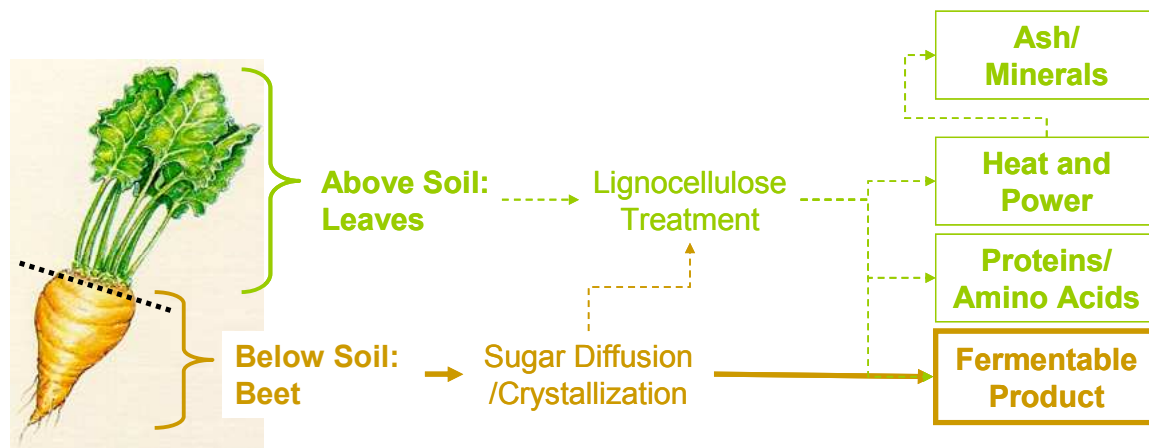 Ash/
Minerals
Above Soil:
Leaves
Lignocellulose
Treatment
Heat and
Power
Proteins/
Amino Acids
Below Soil:
Beet
Sugar Diffusion
/Crystallization
Fermentable
Product